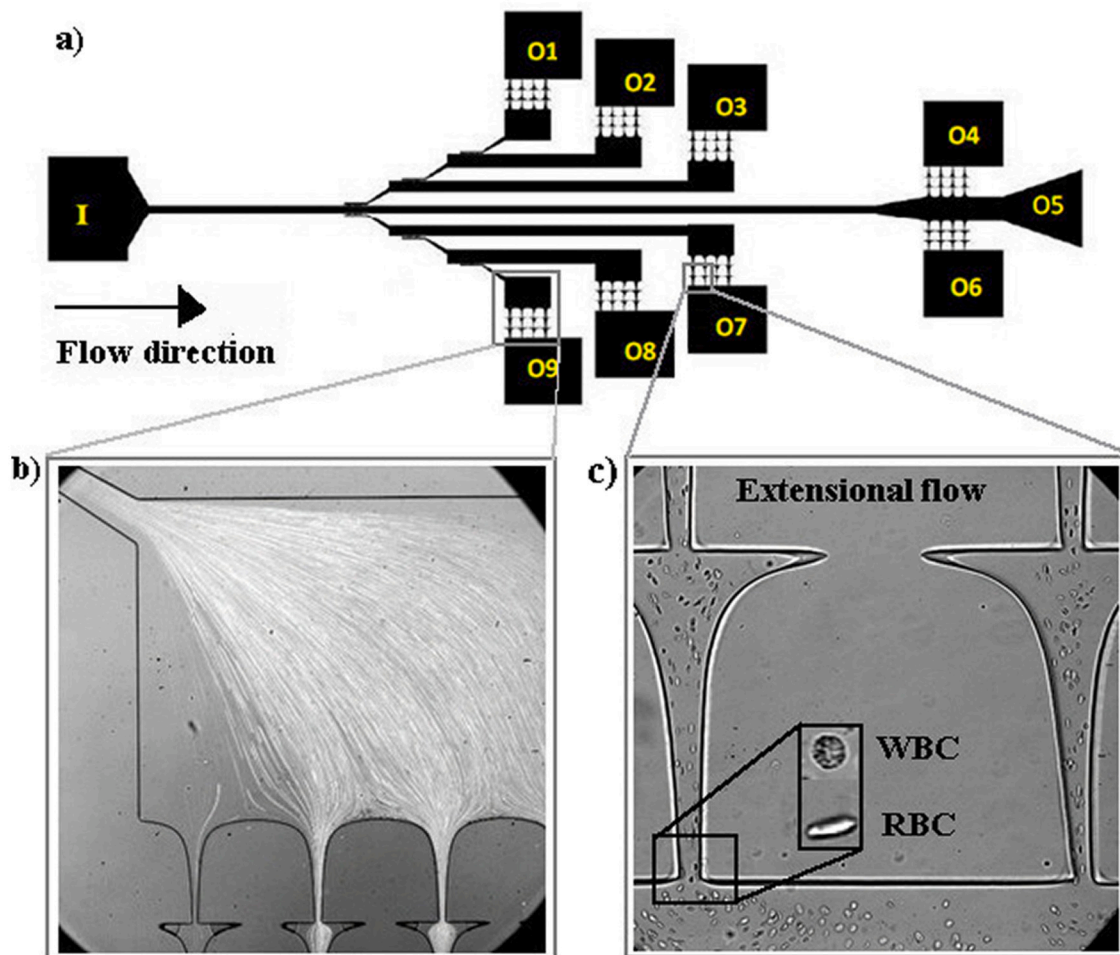 a)
O1
O2
O3
O4
I
O5
O6
O7
O8
O9
Flow direction
b)
c)
Extensional flow
WBC
RBC